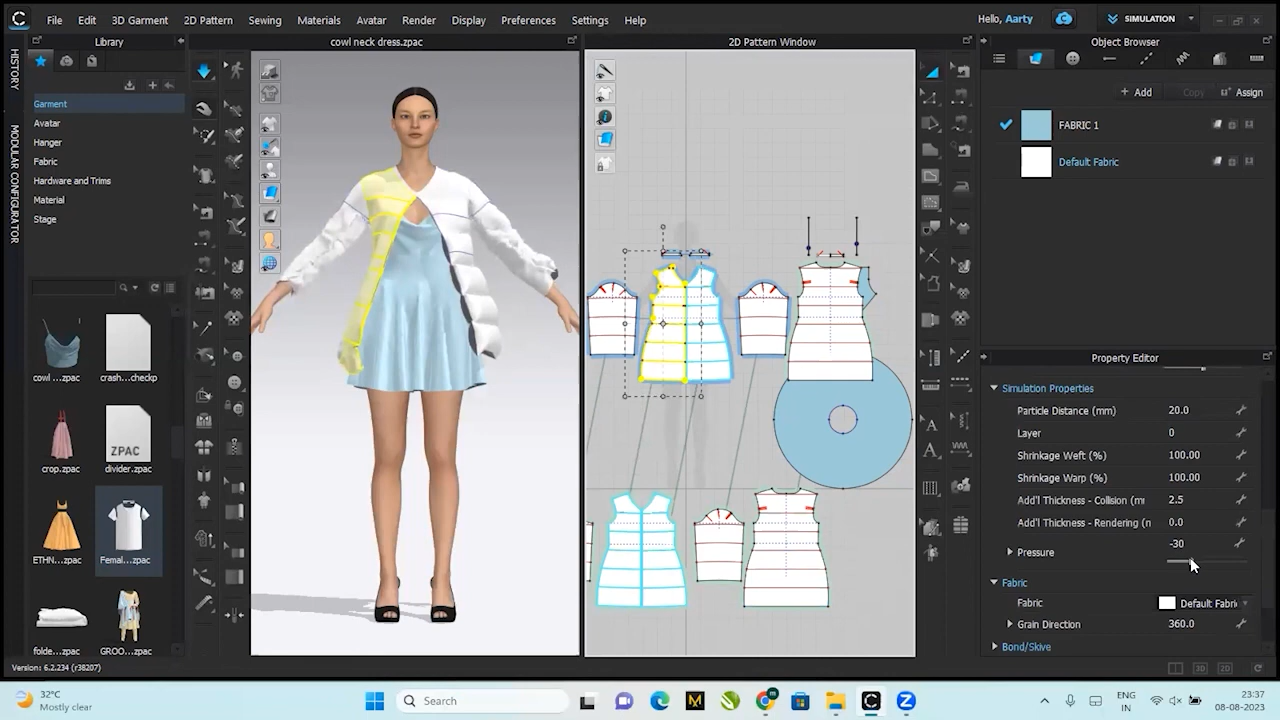 File Edit 3D Garment 2D Pattern Sewing Materials Avatar Render Display Preferences Settings Help Hello, Aarty SIMULATION
Library cowl neck dress.zpac 2D Pattern Window Object Browser
HISTORY
MODULAR CONFIGURATOR
Garment
Avatar
Hanger
Fabric
Hardware and Trims
Material
Stage
cowl ...zpac crash...checkp
crop.zpac divider.zpac
ZPAC
ETHN...zpac Femal...zpac
folde...zpac GROO...zpac
Version: 6.2.234 (r38207)
Add Copy Assign
FABRIC 1
Default Fabric
Property Editor
Simulation Properties
Particle Distance (mm) 20.0
Layer 0
Shrinkage Weft (%) 100.00
Shrinkage Warp (%) 100.00
Add'l Thickness - Collision (m 2.5
Add'l Thickness - Rendering (n 0.0
Pressure -30
Fabric
Fabric Default Fabric
Grain Direction 360.0
Bond/Skive
3D 2D
32°C
Mostly clear
Search
ENG
IN
23:37
08-08-2023